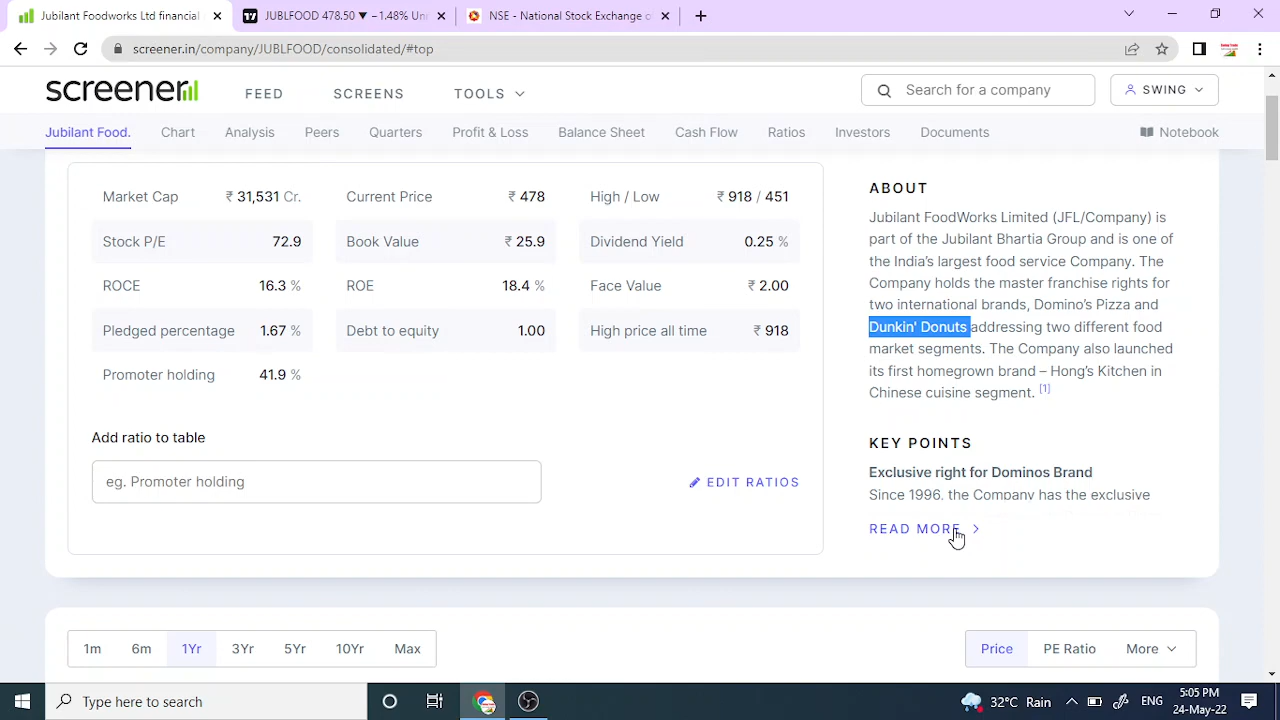 Jubilant foodworks
JUBLFOOD 478.50 ▼ −1.48% Un
NSE - National Stock Exchange o
screener.in/company/JUBLFOOD/consolidated/#top
screener
FEED
SCREENS
TOOLS
Search for a company
SWING
Jubilant Food.
Chart
Analysis
Peers
Quarters
Profit & Loss
Balance Sheet
Cash Flow
Ratios
Investors
Documents
Notebook
Market Cap ₹ 31,531 Cr.
Current Price ₹ 478
High / Low ₹ 918 / 451
Stock P/E 72.9
Book Value ₹ 25.9
Dividend Yield 0.25 %
ROCE 16.3 %
ROE 18.4 %
Face Value ₹ 2.00
Pledged percentage 1.67 %
Debt to equity 1.00
High price all time ₹ 918
Promoter holding 41.9 %
Add ratio to table
eg. Promoter holding
EDIT RATIOS
ABOUT
Jubilant FoodWorks Limited (JFL/Company) is
part of the Jubilant Bhartia Group and is one of
the India's largest food service Company. The
Company holds the master franchise rights for
two international brands, Domino's Pizza and
Dunkin' Donuts addressing two different food
market segments. The Company also launched
its first homegrown brand – Hong's Kitchen in
Chinese cuisine segment. [1]
KEY POINTS
Exclusive right for Dominos Brand
Since 1996, the Company has the exclusive
READ MORE
1m
6m
1Yr
3Yr
5Yr
10Yr
Max
Price
PE Ratio
More
Type here to search
32°C Rain
ENG
5:05 PM
24-May-22